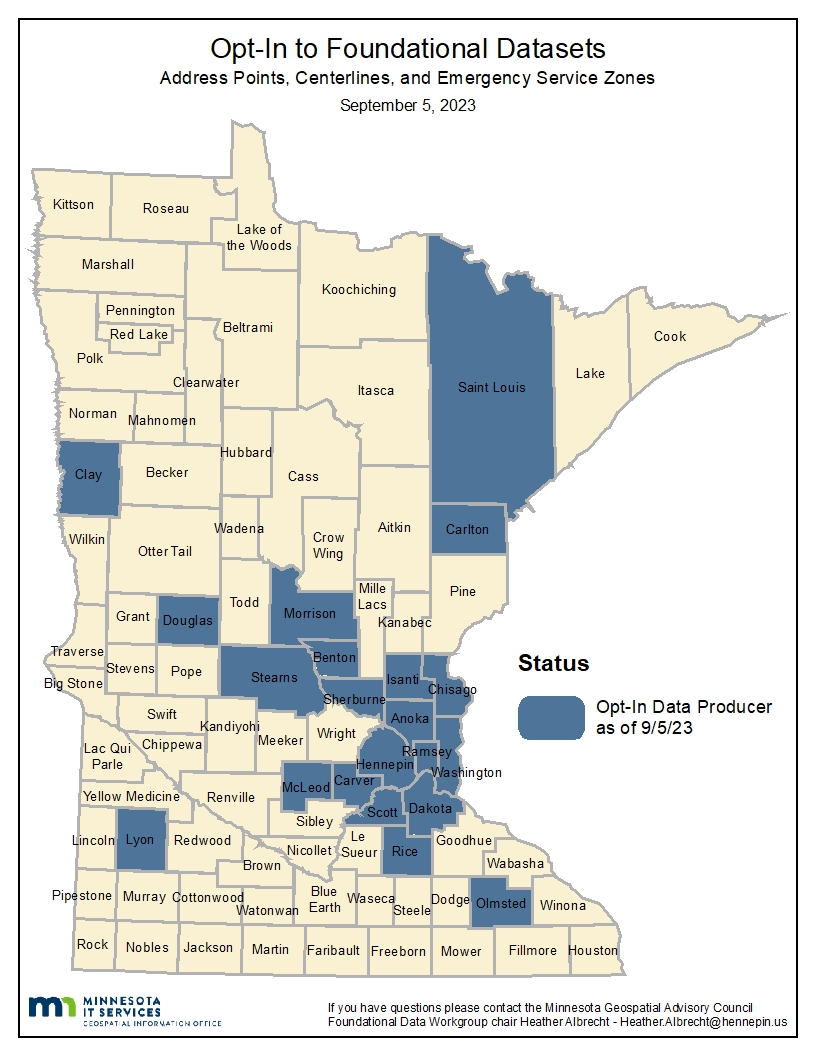 Opt-In to Foundational Datasets
Address Points, Centerlines, and Emergency Service Zones
September 5, 2023
Kittson
Roseau
Lake of
the Woods
Marshall
Koochiching
Pennington
Red Lake
Beltrami
Polk
Cook
Lake
Clearwater
Saint Louis
Itasca
Norman
Mahnomen
Hubbard
Clay
Becker
Cass
Wadena
Aitkin
Carlton
Wilkin
Crow
Wing
Otter Tail
Mille
Lacs
Pine
Todd
Grant
Douglas
Morrison
Kanabec
Traverse
Benton
Stevens
Pope
Stearns
Isanti
Big Stone
Chisago
Sherburne
Swift
Anoka
Kandiyohi
Wright
Meeker
Chippewa
Lac Qui
Parle
Ramsey
Hennepin
Washington
Carver
McLeod
Yellow Medicine
Renville
Scott
Dakota
Sibley
Lincoln
Lyon
Redwood
Le
Sueur
Goodhue
Nicollet
Rice
Brown
Wabasha
Pipestone
Murray
Cottonwood
Watonwan
Blue
Earth
Waseca
Steele
Dodge
Olmsted
Winona
Rock
Nobles
Jackson
Martin
Faribault
Freeborn
Mower
Fillmore
Houston
Status
Opt-In Data Producer
as of 9/5/23
mn MINNESOTA
IT SERVICES
GEOSPATIAL INFORMATION OFFICE
If you have questions please contact the Minnesota Geospatial Advisory Council
Foundational Data Workgroup chair Heather Albrecht - Heather.Albrecht@hennepin.us